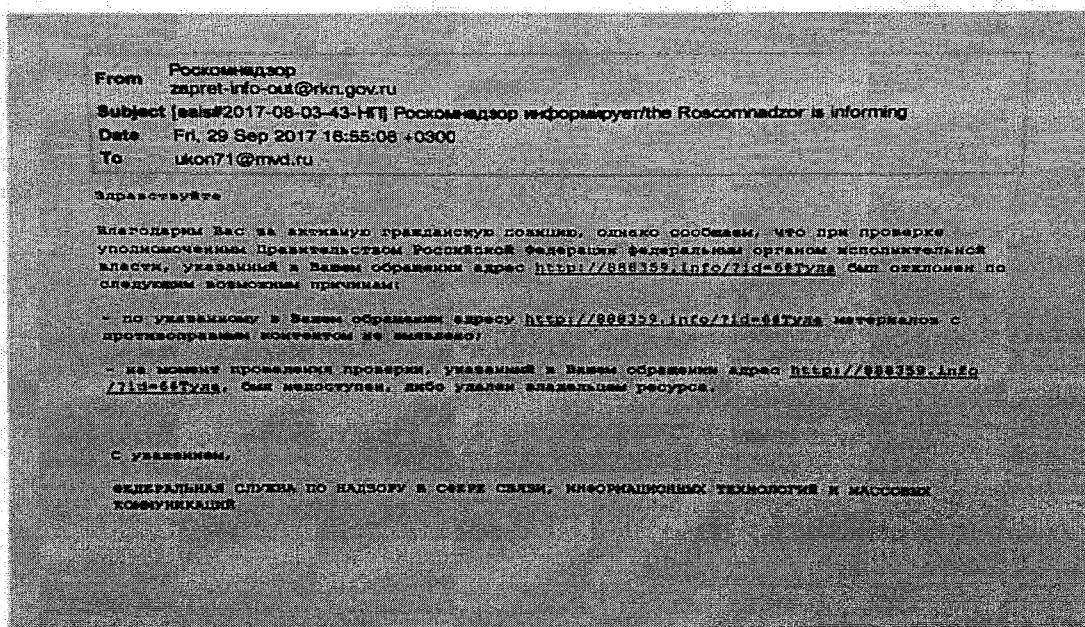 From Роскомнадзор
zapret-info-out@rkn.gov.ru
Subject [eais#2017-08-03-43-НП] Роскомнадзор информирует/the Roscomnadzor is informing
Date Fri, 29 Sep 2017 16:55:08 +0300
To ukon71@mvd.ru
Здравствуйте
Благодарим Вас за активную гражданскую позицию, однако сообщаем, что при проверке
уполномоченным Правительством Российской Федерации федеральным органом исполнительной
власти, указанный в Вашем обращении адрес http://888359.info/?id=6#Тула был отклонен по
следующим возможным причинам:
- по указанному в Вашем обращении адресу http://888359.info/?id=6#Тула материалов с
противоправным контентом не выявлено;
- на момент проведения проверки, указанный в Вашем обращении адрес http://888359.info
/?id=6#Тула, был недоступен, либо удален владельцем ресурса.
С уважением,
ФЕДЕРАЛЬНАЯ СЛУЖБА ПО НАДЗОРУ В СФЕРЕ СВЯЗИ, ИНФОРМАЦИОННЫХ ТЕХНОЛОГИЙ И МАССОВЫХ
КОММУНИКАЦИЙ